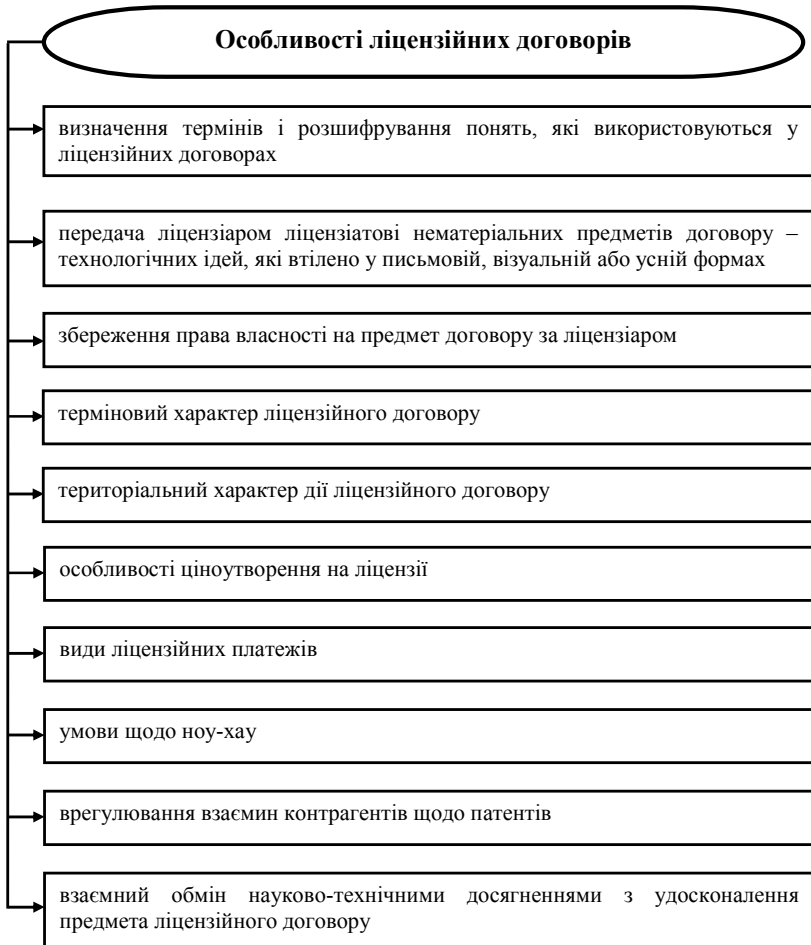 Особливості ліцензійних договорів
визначення термінів і розшифрування понять, які використовуються у
ліцензійних договорах
передача ліцензіаром ліцензіатові нематеріальних предметів договору –
технологічних ідей, які втілено у письмовій, візуальній або усній формах
збереження права власності на предмет договору за ліцензіаром
терміновий характер ліцензійного договору
територіальний характер дії ліцензійного договору
особливості ціноутворення на ліцензії
види ліцензійних платежів
умови щодо ноу-хау
врегулювання взаємин контрагентів щодо патентів
взаємний обмін науково-технічними досягненнями з удосконалення
предмета ліцензійного договору